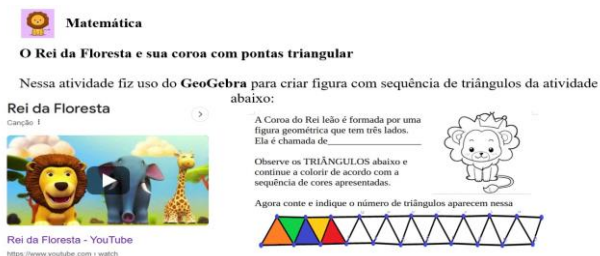 Matemática
O Rei da Floresta e sua coroa com pontas triangular
Nessa atividade fiz uso do GeoGebra para criar figura com sequência de triângulos da atividade
abaixo:
Rei da Floresta
Canção
A Coroa do Rei leão é formada por uma
figura geométrica que tem três lados.
Ela é chamada de____________________
Observe os TRIÂNGULOS abaixo e
continue a colorir de acordo com a
sequência de cores apresentadas.
Agora conte e indique o número de triângulos aparecem nessa
Rei da Floresta - YouTube
https://www.youtube.com › watch